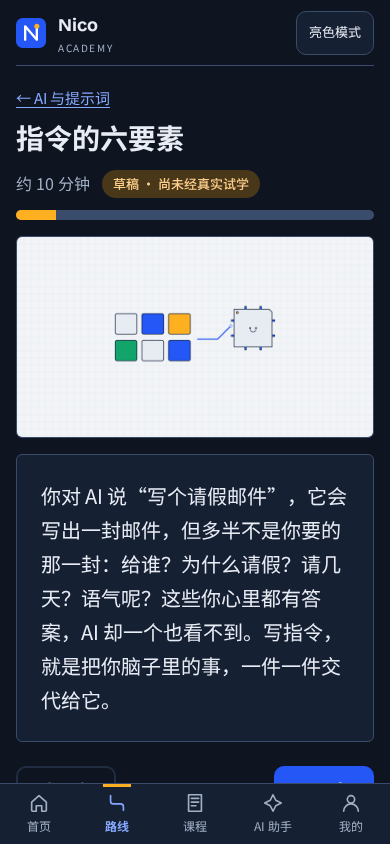 Nico
ACADEMY
亮色模式
← AI 与提示词
指令的六要素
约 10 分钟
草稿 · 尚未经真实试学
你对 AI 说“写个请假邮件”，它会
写出一封邮件，但多半不是你要的
那一封：给谁？为什么请假？请几
天？语气呢？这些你心里都有答
案，AI 却一个也看不到。写指令，
就是把你脑子里的事，一件一件交
代给它。
首页
路线
课程
AI 助手
我的